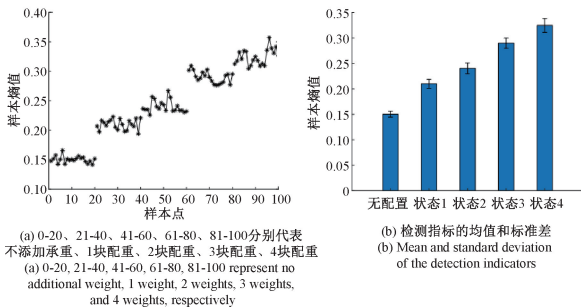 0.40
0.35
0.30
0.25
0.20
0.15
0.10
样本熵值
0 10 20 30 40 50 60 70 80 90 100
样本点
(a) 0-20、21-40、41-60、61-80、81-100分别代表
不添加承重、1块配重、2块配重、3块配重、4块配重
(a) 0-20, 21-40, 41-60, 61-80, 81-100 represent no
additional weight, 1 weight, 2 weights, 3 weights,
and 4 weights, respectively
0.35
0.30
0.25
0.20
0.15
0.10
0.05
0
样本熵值
无配置 状态1 状态2 状态3 状态4
(b) 检测指标的均值和标准差
(b) Mean and standard deviation
of the detection indicators